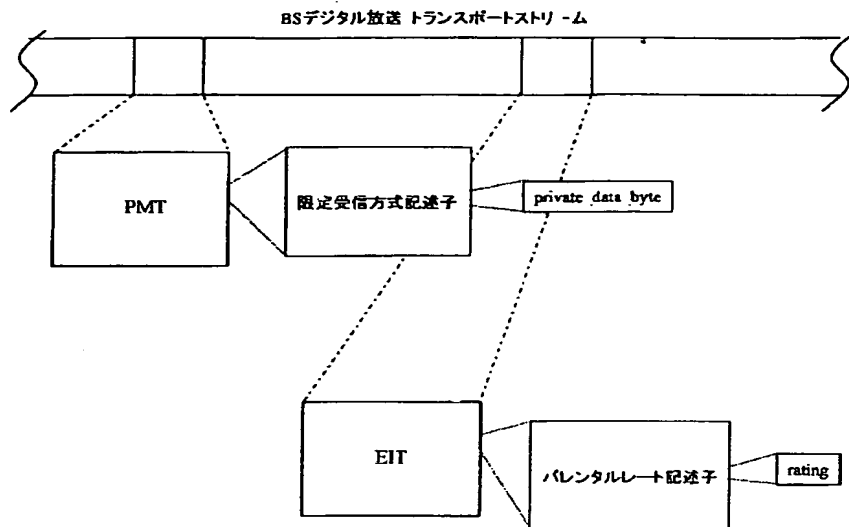 BSデジタル放送 トランスポートストリーム
PMT
限定受信方式記述子
private data byte
EIT
パレンタルレート記述子
rating